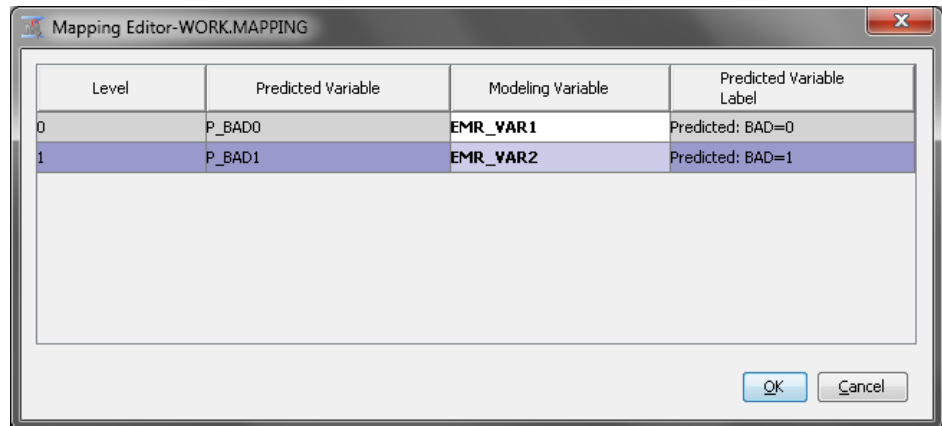 Mapping Editor-WORK.MAPPING
Level Predicted Variable Modeling Variable Predicted Variable
Label
0 P_BAD0 EMR_VAR1 Predicted: BAD=0
1 P_BAD1 EMR_VAR2 Predicted: BAD=1
OK Cancel